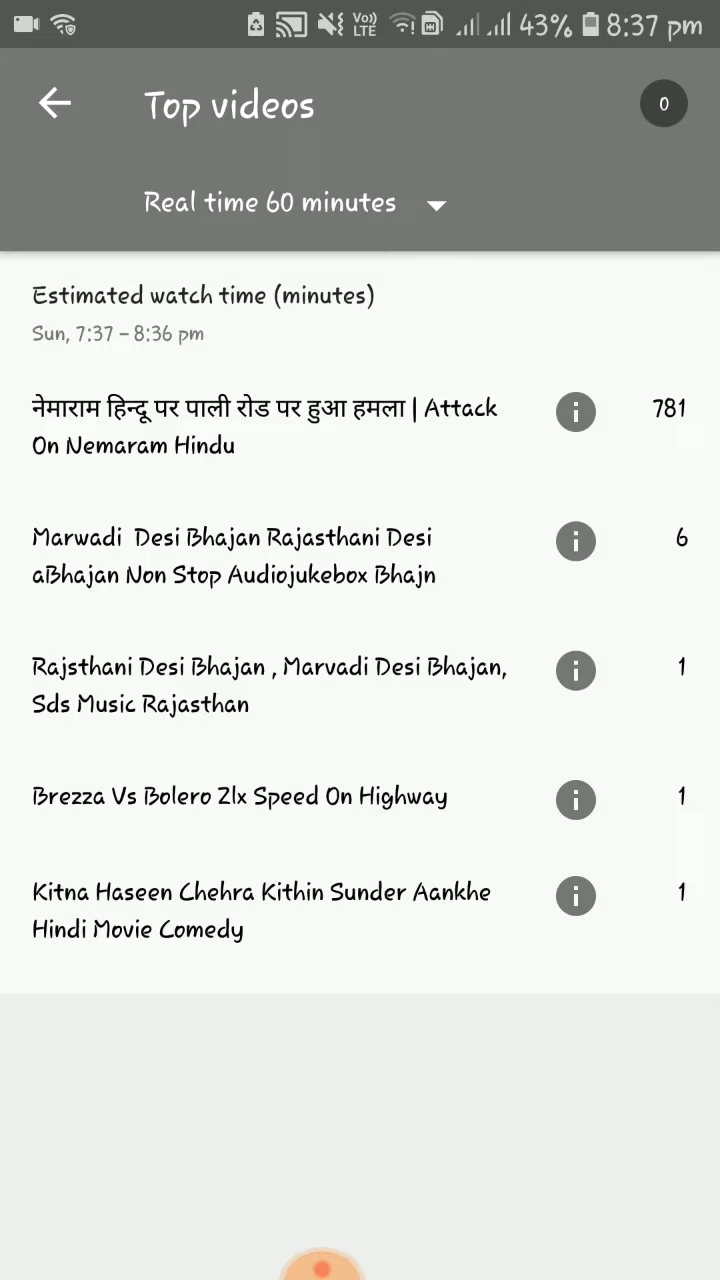 Vo)) LTE 43% 8:37 pm
Top videos
0
Real time 60 minutes
Estimated watch time (minutes)
Sun, 7:37 – 8:36 pm
नेमाराम हिन्दू पर पाली रोड पर हुआ हमला | Attack
On Nemaram Hindu
781
Marwadi  Desi Bhajan Rajasthani Desi
aBhajan Non Stop Audiojukebox Bhajn
6
Rajsthani Desi Bhajan , Marvadi Desi Bhajan,
Sds Music Rajasthan
1
Brezza Vs Bolero Zlx Speed On Highway
1
Kitna Haseen Chehra Kithin Sunder Aankhe
Hindi Movie Comedy
1